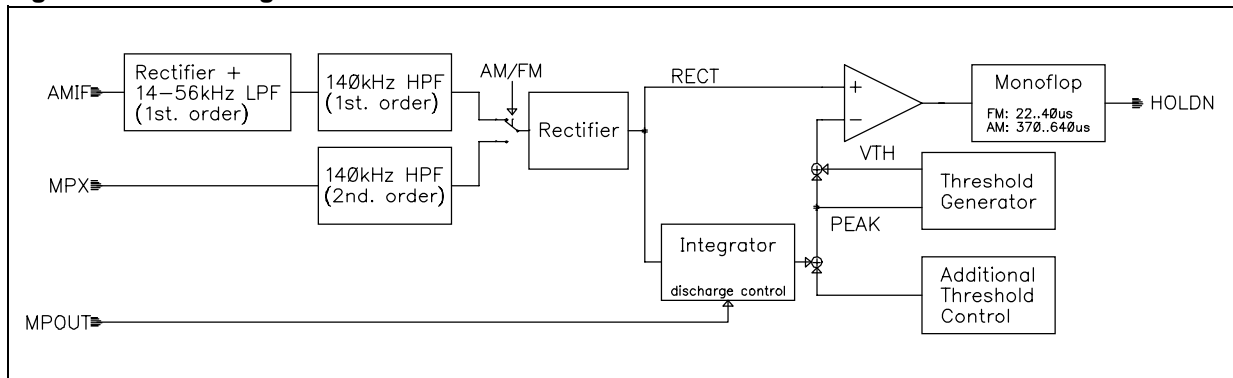 AMIF
Rectifier +
14-56kHz LPF
(1st. order)
140kHz HPF
(1st. order)
AM/FM
Rectifier
RECT
+
−
Monoflop
FM: 22..40us
AM: 370..640us
HOLDN
MPX
140kHz HPF
(2nd. order)
VTH
Threshold
Generator
PEAK
Integrator
discharge control
Additional
Threshold
Control
MPOUT